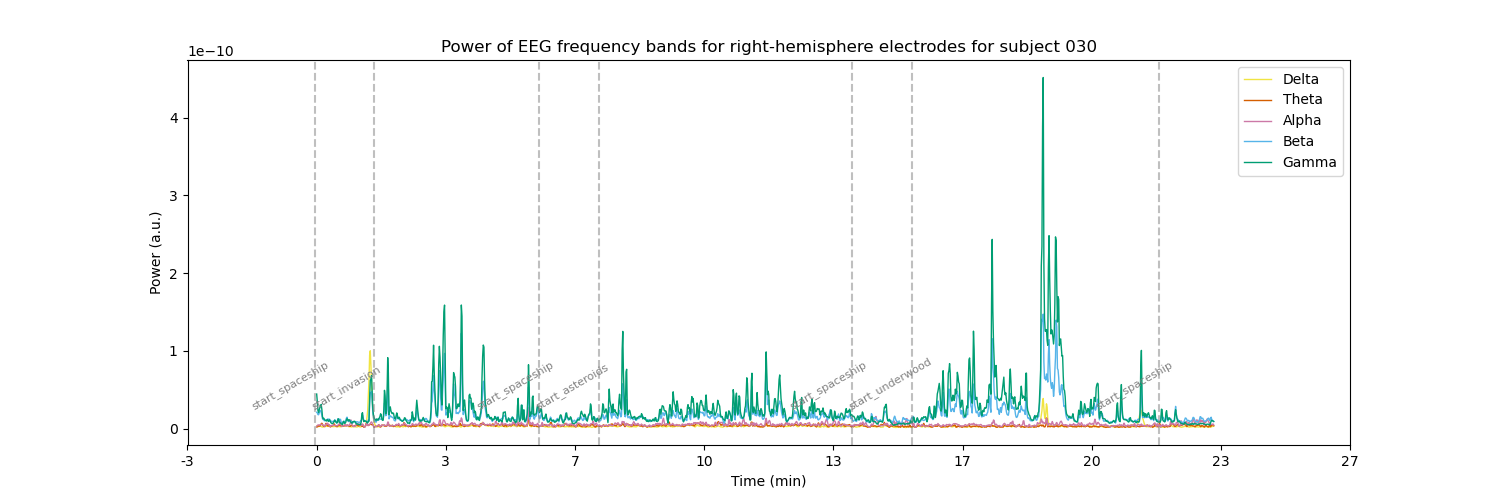 Power of EEG frequency bands for right-hemisphere electrodes for subject 030
1e−10
Delta
Theta
Alpha
Beta
Gamma
4
3
2
1
0
Power (a.u.)
start_spaceship
start_invasion
start_spaceship
start_asteroids
start_spaceship
start_underwood
start_spaceship
-3 0 3 7 10 13 17 20 23 27
Time (min)